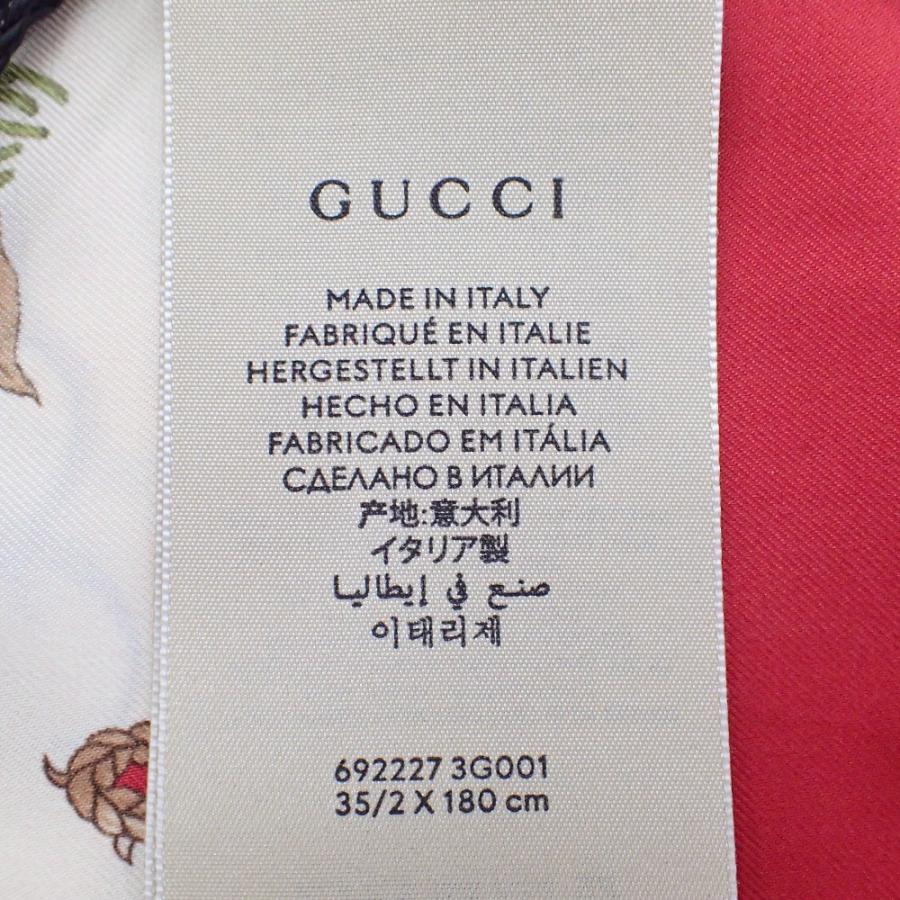 GUCCI
MADE IN ITALY
FABRIQUÉ EN ITALIE
HERGESTELLT IN ITALIEN
HECHO EN ITALIA
FABRICADO EM ITÁLIA
СДЕЛАНО В ИТАЛИИ
产地:意大利
イタリア製
صنع في إيطاليا
이태리제
692227 3G001
35/2 X 180 cm